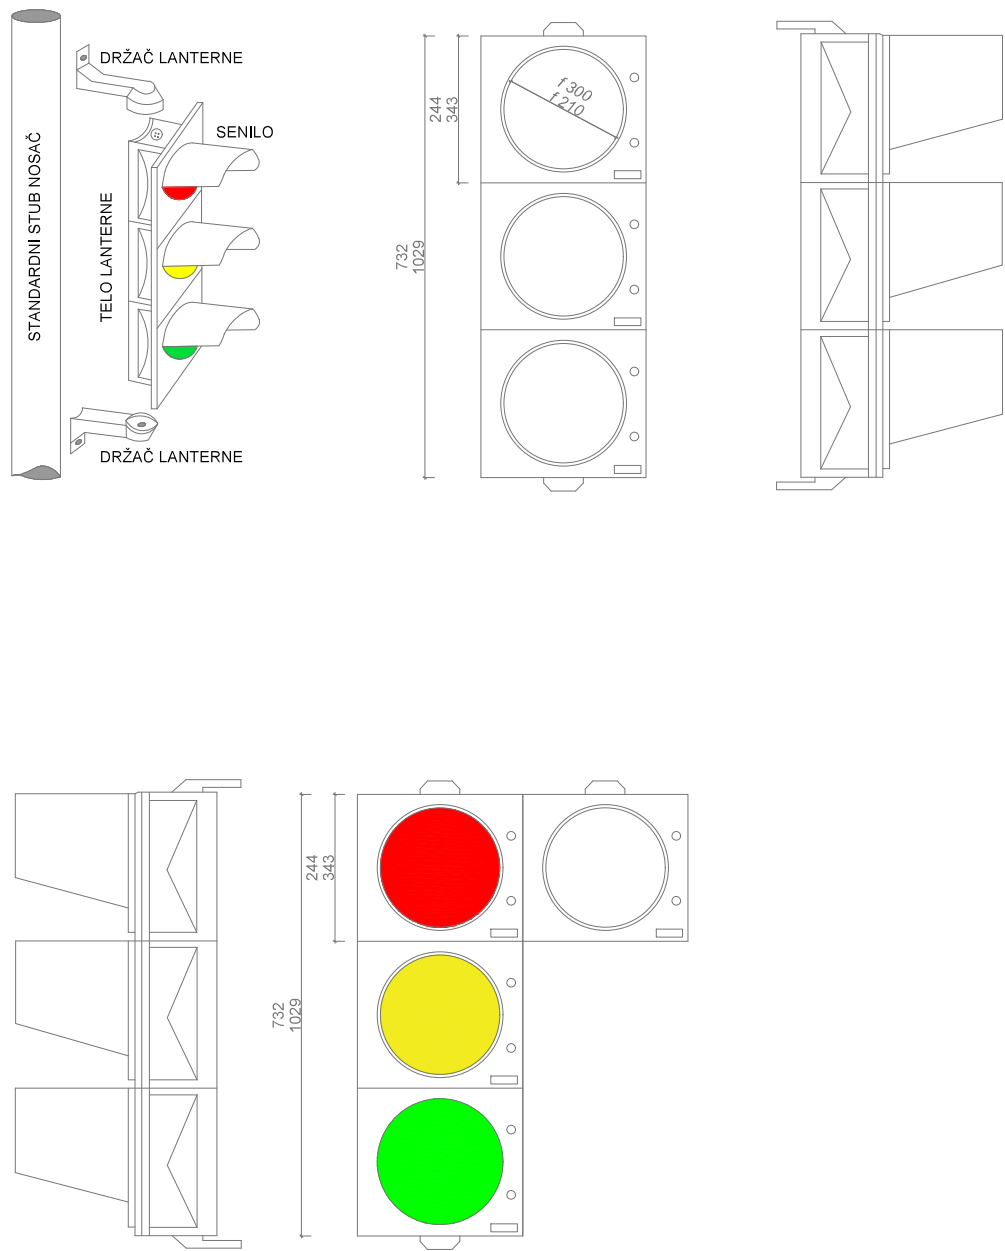 DRŽAČ LANTERNE
SENILO
STANDARDNI STUB NOSAČ
TELO LANTERNE
DRŽAČ LANTERNE
244
343
f 300
f 210
732
1029
244
343
732
1029